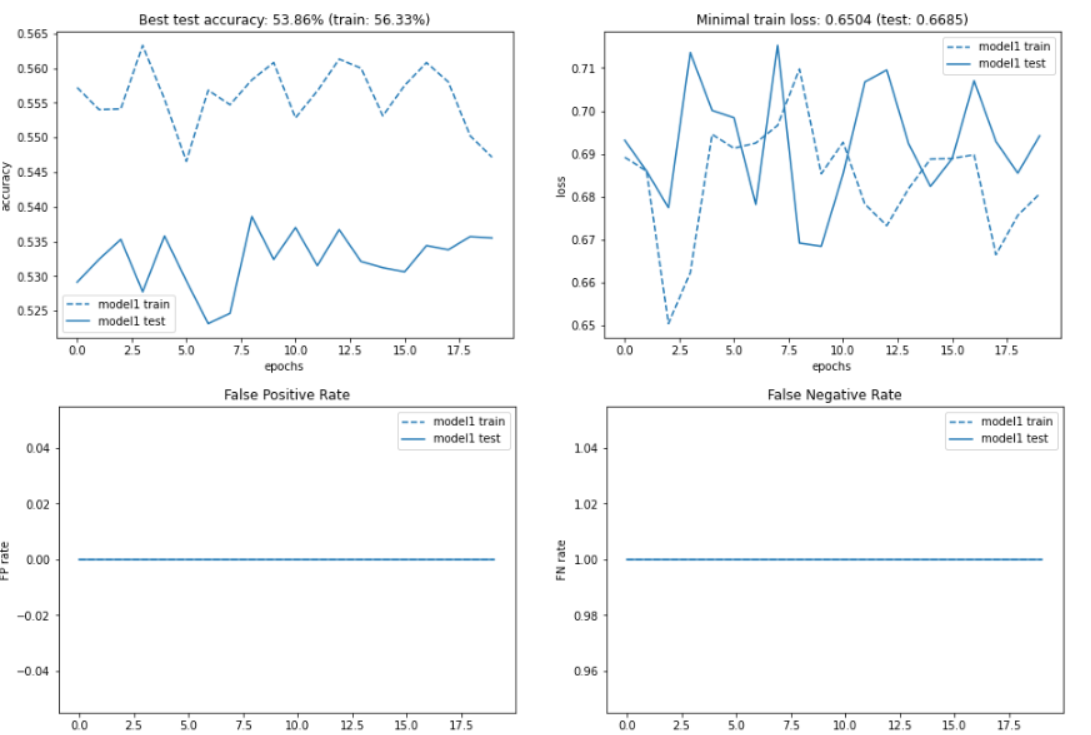 Best test accuracy: 53.86% (train: 56.33%)
0.565
0.560
0.555
0.550
0.545
0.540
0.535
0.530
0.525
accuracy
model1 train
model1 test
0.0 2.5 5.0 7.5 10.0 12.5 15.0 17.5
epochs
Minimal train loss: 0.6504 (test: 0.6685)
model1 train
model1 test
0.71
0.70
0.69
0.68
0.67
0.66
0.65
loss
0.0 2.5 5.0 7.5 10.0 12.5 15.0 17.5
epochs
False Positive Rate
model1 train
model1 test
0.04
0.02
0.00
−0.02
−0.04
FP rate
0.0 2.5 5.0 7.5 10.0 12.5 15.0 17.5
False Negative Rate
model1 train
model1 test
1.04
1.02
1.00
0.98
0.96
FN rate
0.0 2.5 5.0 7.5 10.0 12.5 15.0 17.5